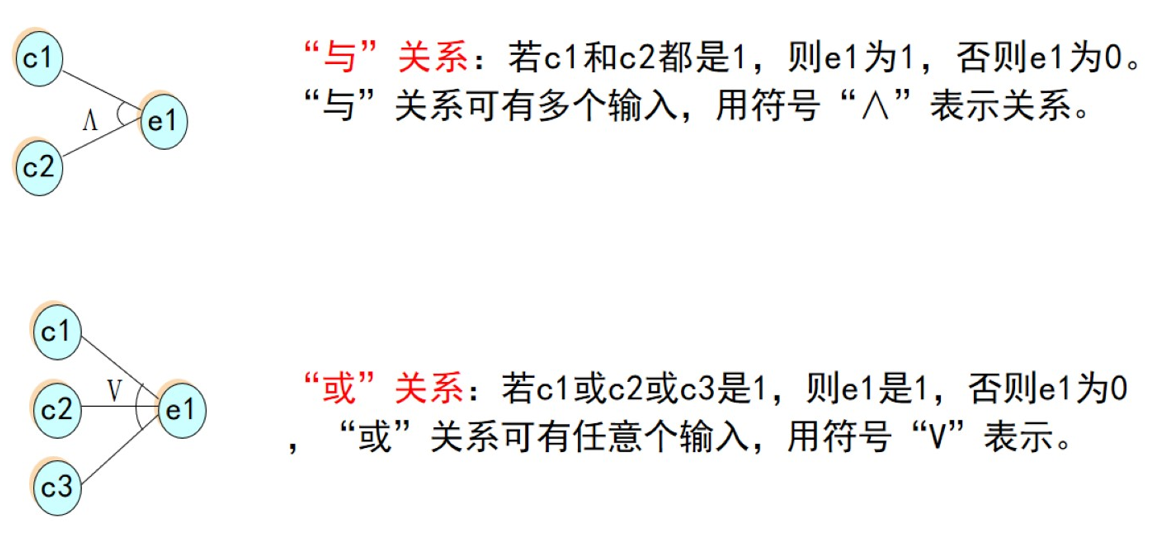 c1
Λ
e1
c2
“与”关系：若c1和c2都是1，则e1为1，否则e1为0。
“与”关系可有多个输入，用符号“∧”表示关系。
c1
V
c2
e1
c3
“或”关系：若c1或c2或c3是1，则e1是1，否则e1为0
，“或”关系可有任意个输入，用符号“V”表示。